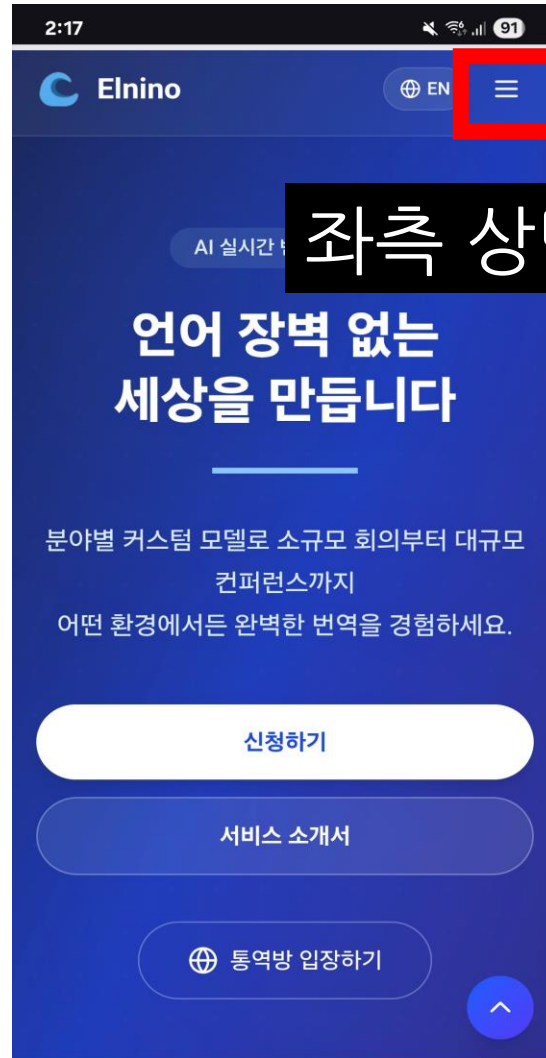 2:17
91
Elnino
EN
좌측
AI 실시간
언어 장벽 없는
세상을 만듭니다
분야별 커스텀 모델로 소규모 회의부터 대규모
컨퍼런스까지
어떤 환경에서든 완벽한 번역을 경험하세요.
신청하기
서비스 소개서
통역방 입장하기